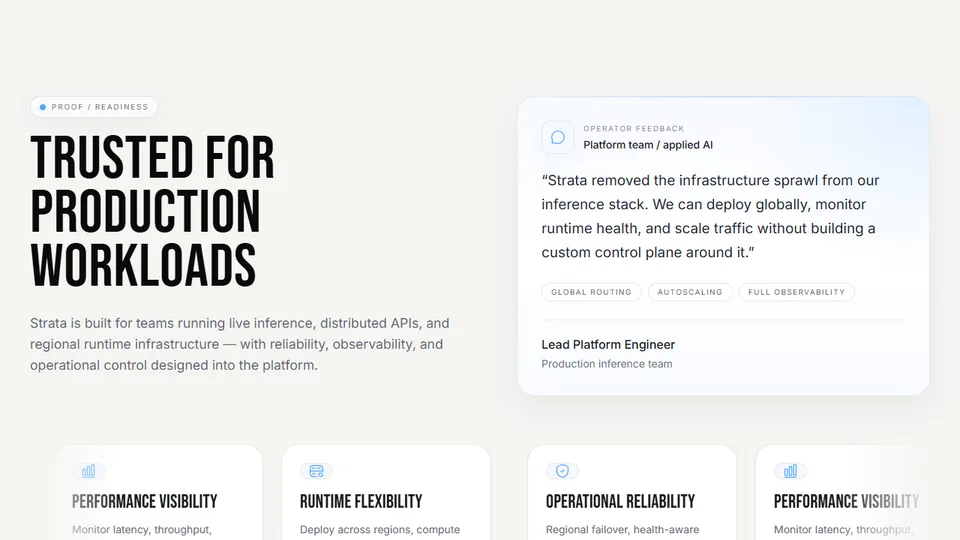 PROOF / READINESS
TRUSTED FOR
PRODUCTION
WORKLOADS
Strata is built for teams running live inference, distributed APIs, and
regional runtime infrastructure — with reliability, observability, and
operational control designed into the platform.
OPERATOR FEEDBACK
Platform team / applied AI
“Strata removed the infrastructure sprawl from our
inference stack. We can deploy globally, monitor
runtime health, and scale traffic without building a
custom control plane around it.”
GLOBAL ROUTING
AUTOSCALING
FULL OBSERVABILITY
Lead Platform Engineer
Production inference team
PERFORMANCE VISIBILITY
Monitor latency, throughput,
RUNTIME FLEXIBILITY
Deploy across regions, compute
OPERATIONAL RELIABILITY
Regional failover, health-aware
PERFORMANCE VISIBILITY
Monitor latency, throughput,